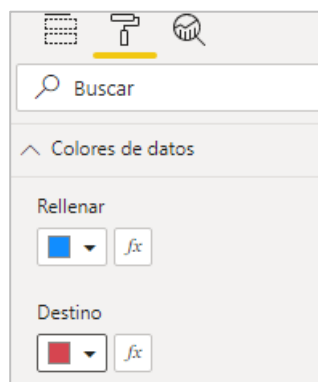 Buscar
Colores de datos
Rellenar
fx
Destino
fx